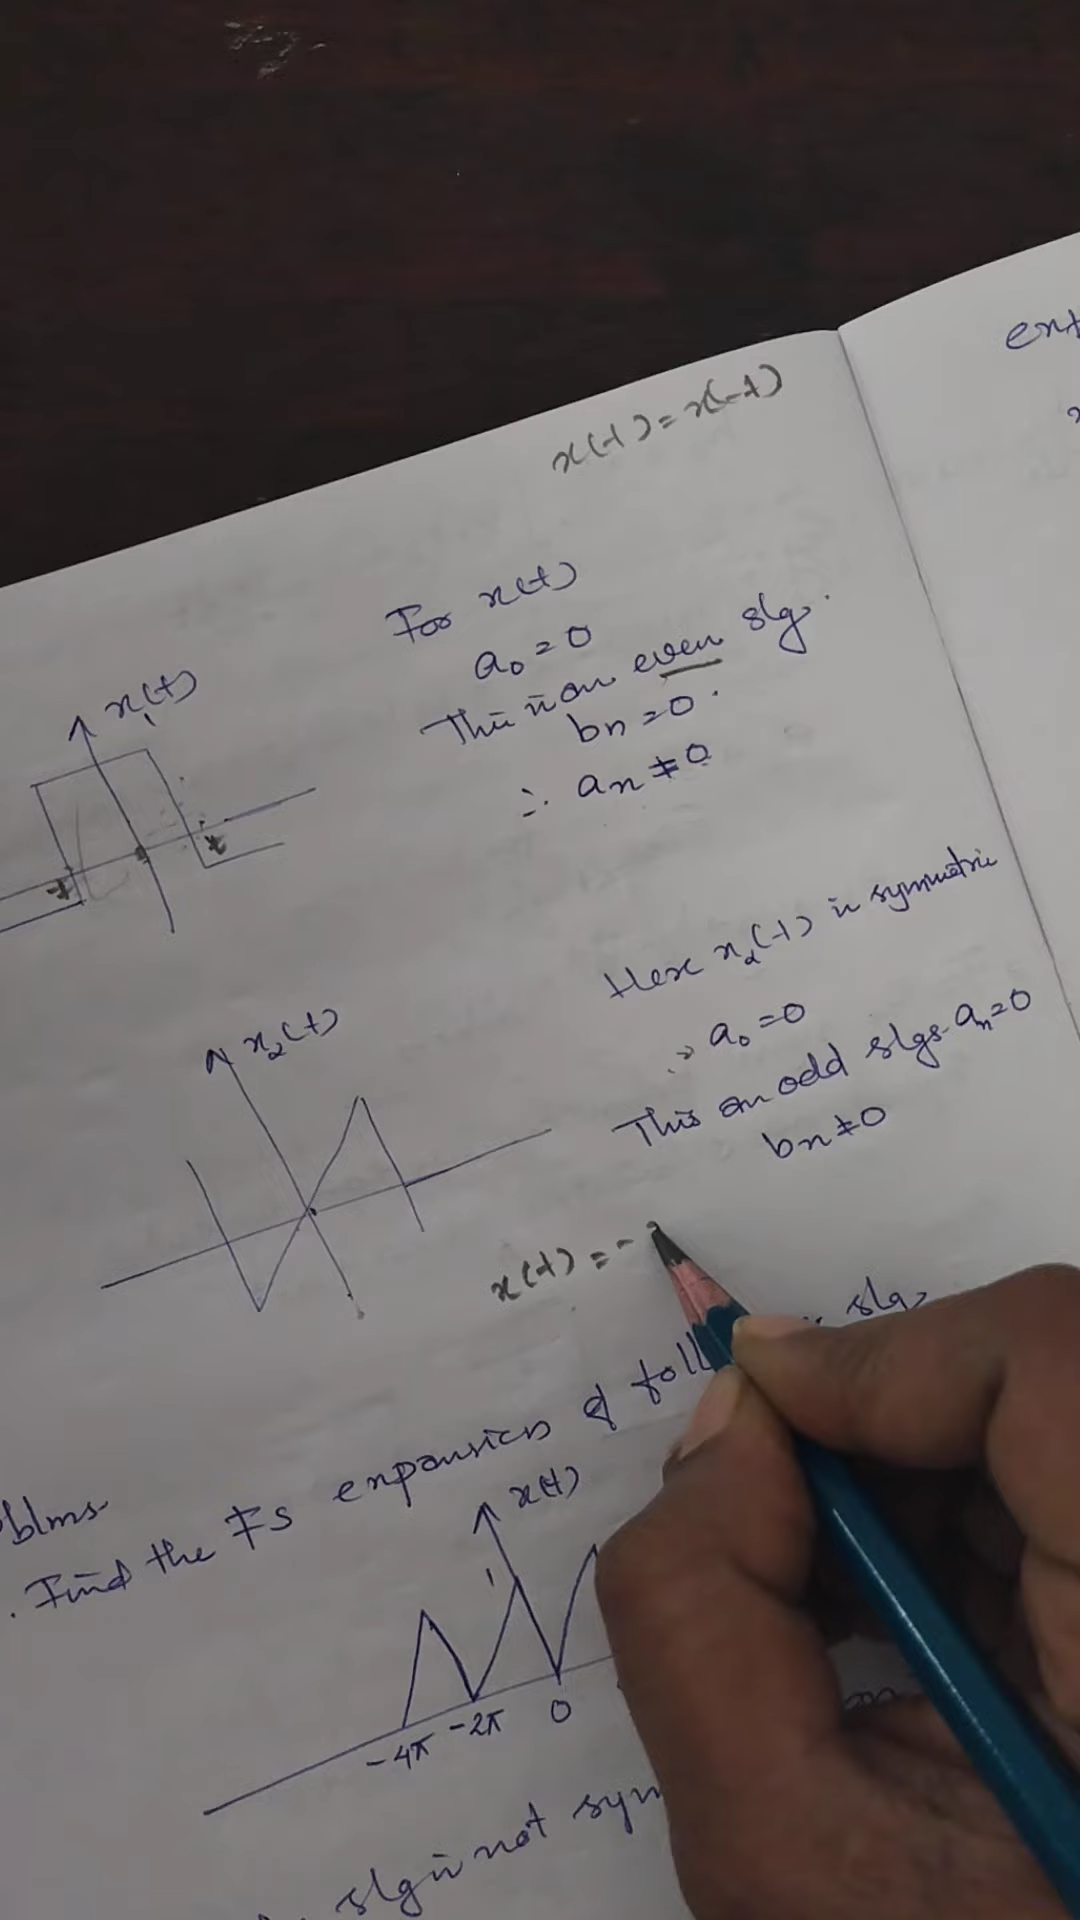 x(t) = x(-t)
For x(t)
a₀ = 0
This is an even slg.
bn = 0.
∴ an ≠ 0
x₁(t)
-t
t
Here x₂(t) is symmetric
∴ a₀ = 0
This an odd slgs. an = 0
bn ≠ 0
x₂(t)
x(t) = -
blms.
. Find the FS expansion of foll slg
x(t)
1
-4π -2π 0
slg is not sym
ext